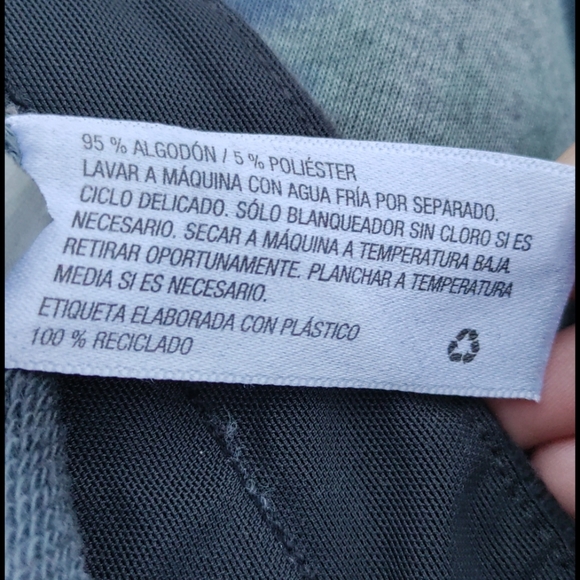 95 % ALGODÓN / 5 % POLIÉSTER
LAVAR A MÁQUINA CON AGUA FRÍA POR SEPARADO.
CICLO DELICADO. SÓLO BLANQUEADOR SIN CLORO SI ES
NECESARIO. SECAR A MÁQUINA A TEMPERATURA BAJA.
RETIRAR OPORTUNAMENTE. PLANCHAR A TEMPERATURA
MEDIA SI ES NECESARIO.
ETIQUETA ELABORADA CON PLÁSTICO
100 % RECICLADO